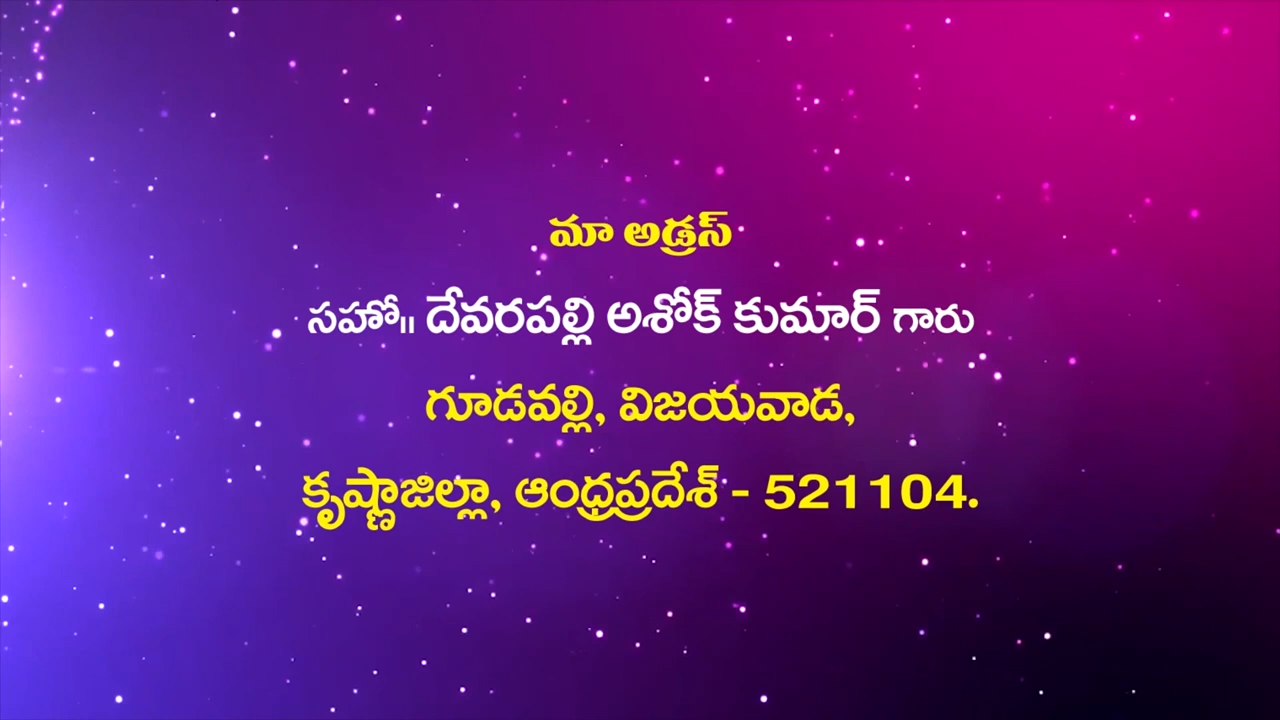 మా అడ్రస్
సహో॥ దేవరపల్లి అశోక్ కుమార్ గారు
గూడవల్లి, విజయవాడ,
కృష్ణాజిల్లా, ఆంధ్రప్రదేశ్ - 521104.